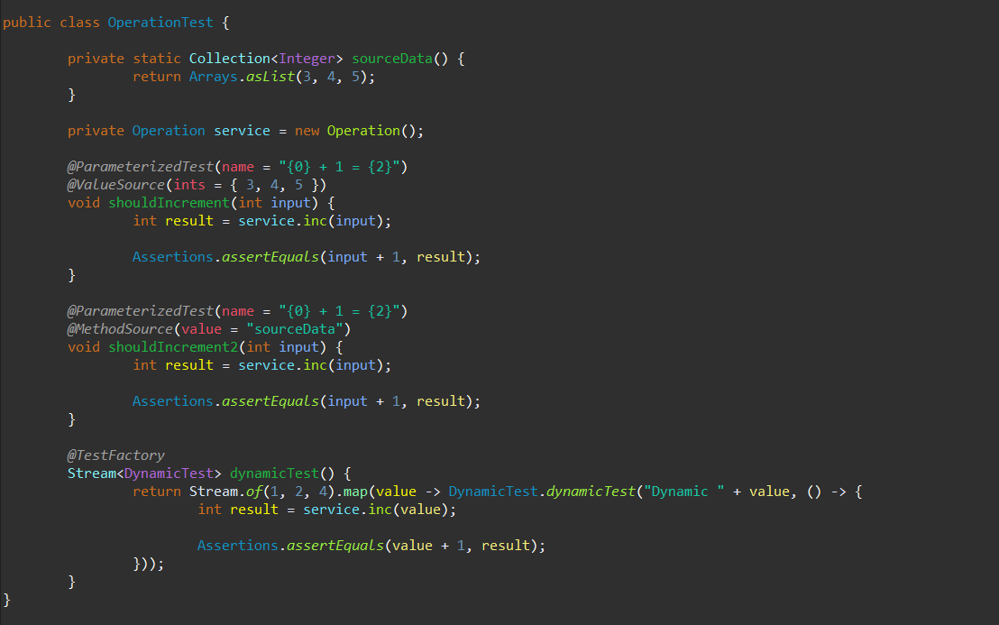 public class OperationTest {
private static Collection<Integer> sourceData() {
return Arrays.asList(3, 4, 5);
}
private Operation service = new Operation();
@ParameterizedTest(name = "{0} + 1 = {2}")
@ValueSource(ints = { 3, 4, 5 })
void shouldIncrement(int input) {
int result = service.inc(input);
Assertions.assertEquals(input + 1, result);
}
@ParameterizedTest(name = "{0} + 1 = {2}")
@MethodSource(value = "sourceData")
void shouldIncrement2(int input) {
int result = service.inc(input);
Assertions.assertEquals(input + 1, result);
}
@TestFactory
Stream<DynamicTest> dynamicTest() {
return Stream.of(1, 2, 4).map(value -> DynamicTest.dynamicTest("Dynamic " + value, () -> {
int result = service.inc(value);
Assertions.assertEquals(value + 1, result);
}));
}
}